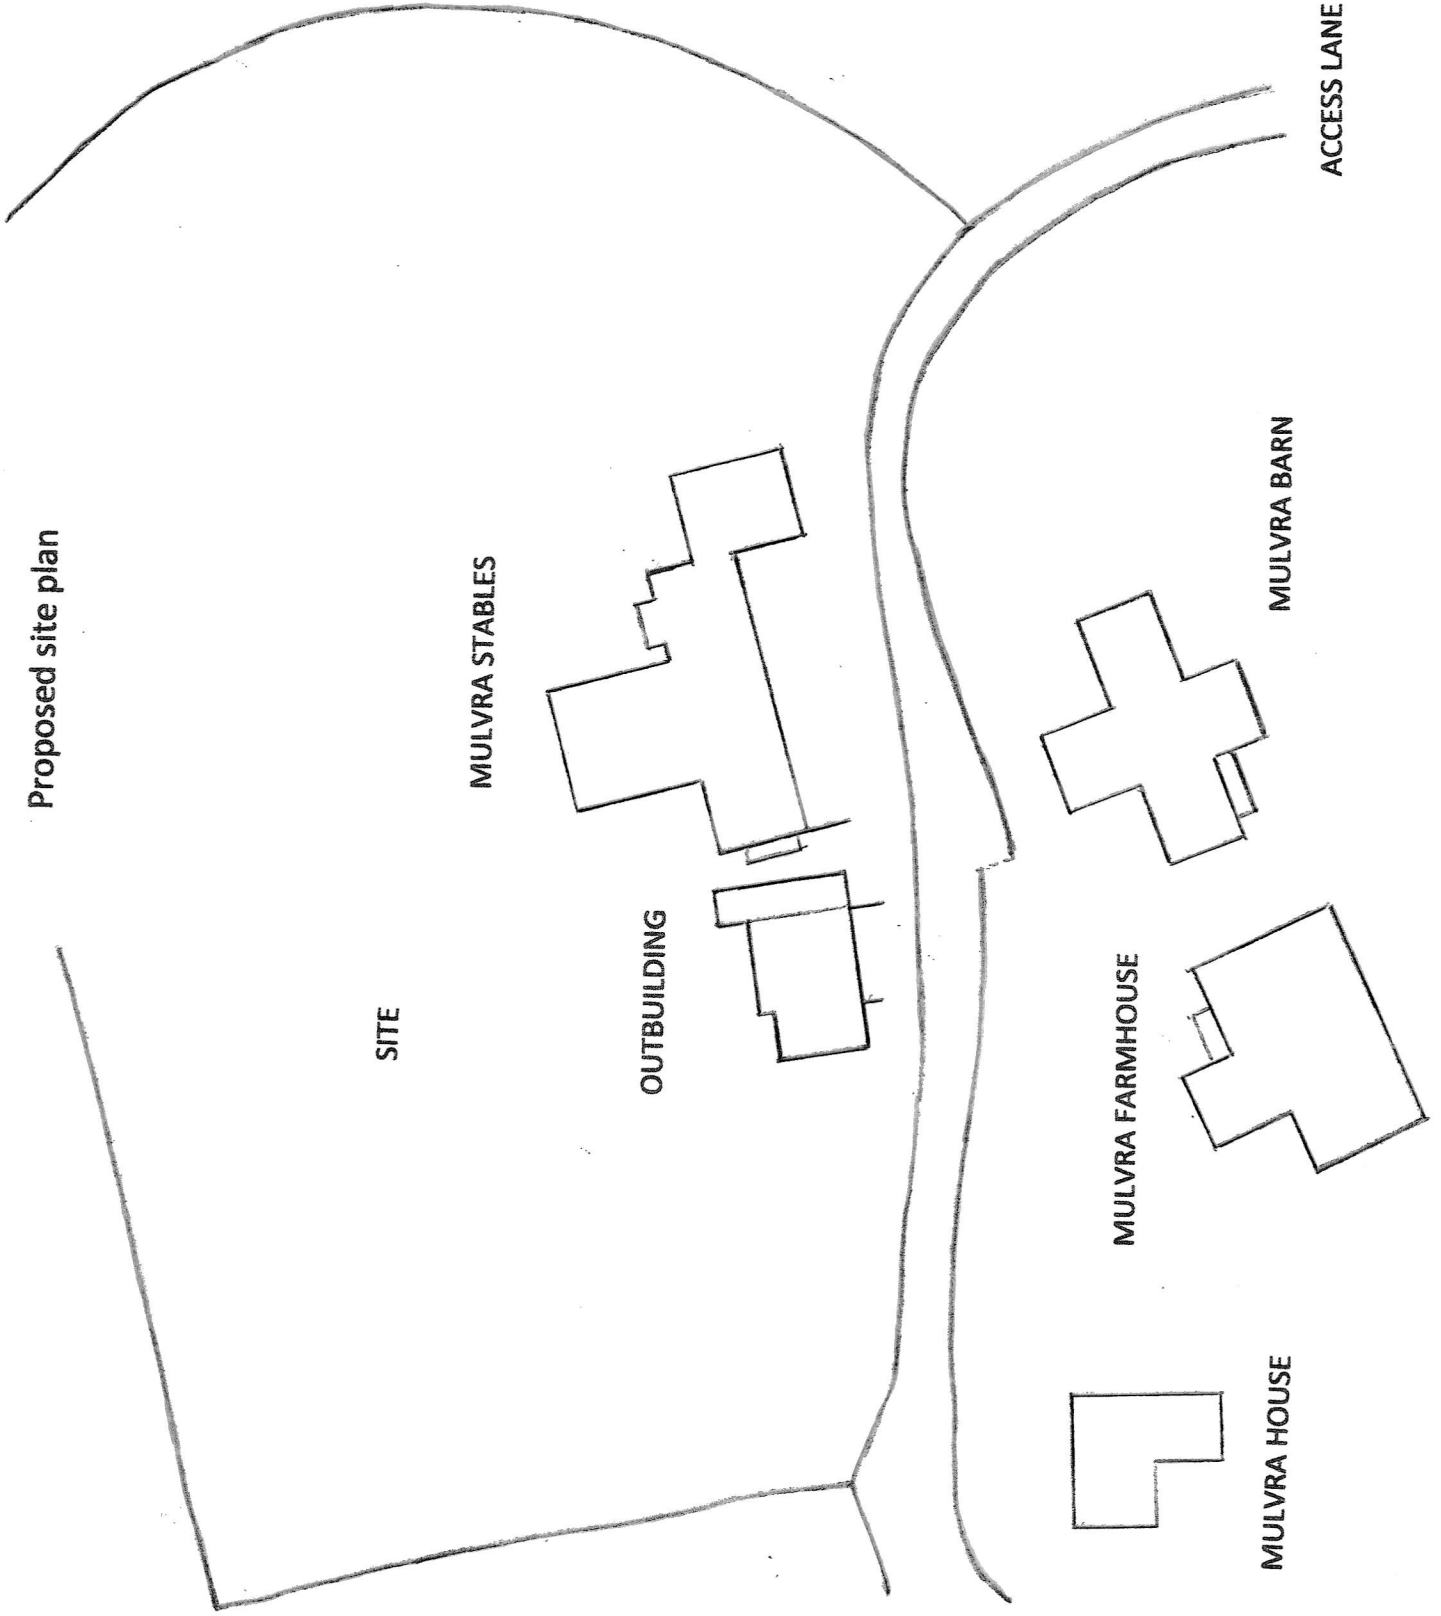 Proposed site plan
MULVRA STABLES
SITE
OUTBUILDING
ACCESS LANE
MULVRA BARN
MULVRA FARMHOUSE
MULVRA HOUSE